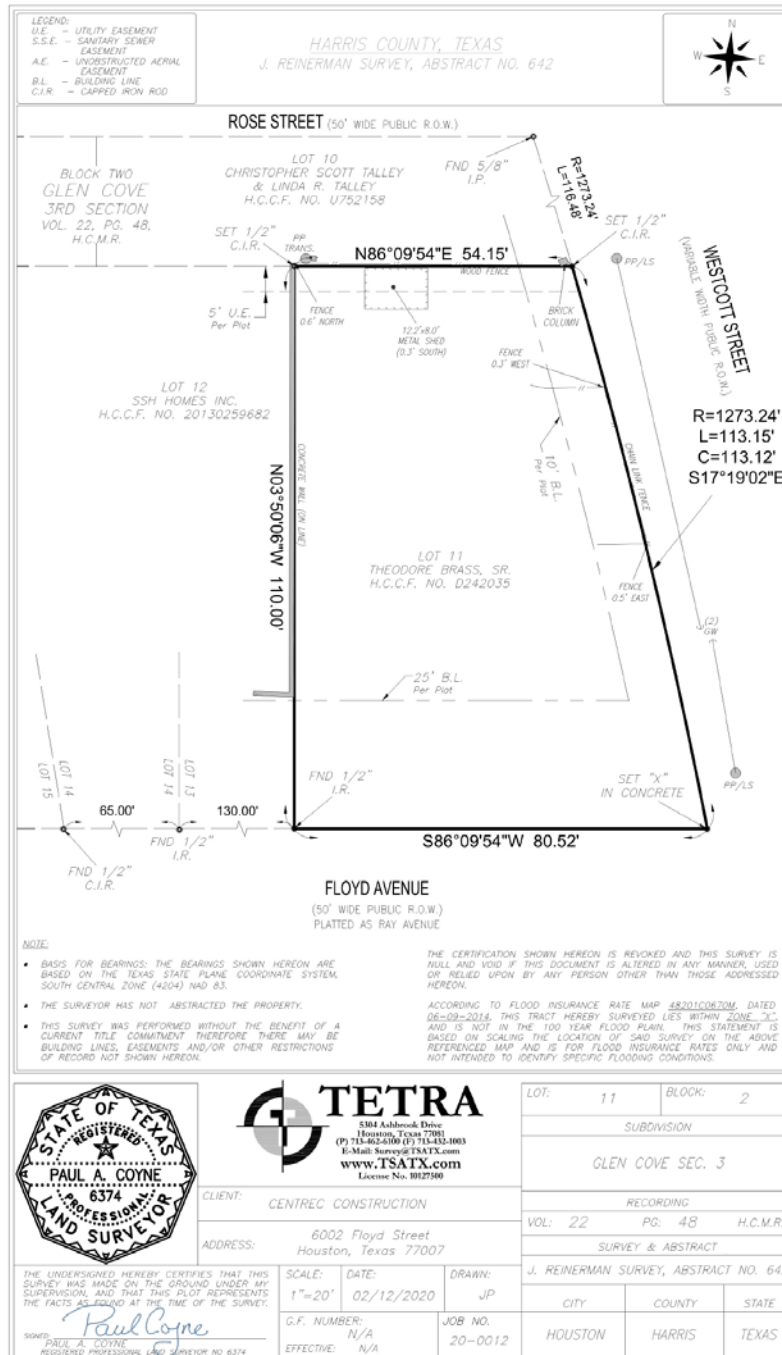 LEGEND:
U.E. – UTILITY EASEMENT
S.S.E. – SANITARY SEWER
EASEMENT
A.E. – UNOBSTRUCTED AERIAL
EASEMENT
B.L. – BUILDING LINE
C.I.R. – CAPPED IRON ROD
HARRIS COUNTY, TEXAS
J. REINERMAN SURVEY, ABSTRACT NO. 642
N
W E
S
ROSE STREET (50' WIDE PUBLIC R.O.W.)
BLOCK TWO
GLEN COVE
3RD SECTION
VOL. 22, PG. 48,
H.C.M.R.
LOT 10
CHRISTOPHER SCOTT TALLEY
& LINDA R. TALLEY
H.C.C.F. NO. U752158
FND 5/8"
I.P.
R=1273.24'
L=116.48'
SET 1/2"
C.I.R.
PP
TRANS.
SET 1/2"
C.I.R.
N86°09'54"E 54.15'
WOOD FENCE
PP/LS
WESTCOTT STREET
(VARIABLE WIDTH PUBLIC R.O.W.)
5' U.E.
Per Plat
FENCE
0.6' NORTH
12.2'x8.0'
METAL SHED
(0.3' SOUTH)
BRICK
COLUMN
FENCE
0.3' WEST
LOT 12
SSH HOMES INC.
H.C.C.F. NO. 20130259682
R=1273.24'
L=113.15'
C=113.12'
S17°19'02"E
CHAIN LINK FENCE
10' B.L.
Per Plat
CONCRETE WALL (ON LINE)
N03°50'06"W 110.00'
LOT 11
THEODORE BRASS, SR.
H.C.C.F. NO. D242035
FENCE
0.5' EAST
(2)
GW
25' B.L.
Per Plat
LOT 15
LOT 14
LOT 14
LOT 13
FND 1/2"
I.R.
SET "X"
IN CONCRETE
PP/LS
65.00'
130.00'
FND 1/2"
C.I.R.
FND 1/2"
I.R.
S86°09'54"W 80.52'
FLOYD AVENUE
(50' WIDE PUBLIC R.O.W.)
PLATTED AS RAY AVENUE
NOTE:
• BASIS FOR BEARINGS: THE BEARINGS SHOWN HEREON ARE
BASED ON THE TEXAS STATE PLANE COORDINATE SYSTEM,
SOUTH CENTRAL ZONE (4204) NAD 83.
• THE SURVEYOR HAS NOT ABSTRACTED THE PROPERTY.
• THIS SURVEY WAS PERFORMED WITHOUT THE BENEFIT OF A
CURRENT TITLE COMMITMENT THEREFORE THERE MAY BE
BUILDING LINES, EASEMENTS AND/OR OTHER RESTRICTIONS
OF RECORD NOT SHOWN HEREON.
THE CERTIFICATION SHOWN HEREON IS REVOKED AND THIS SURVEY IS
NULL AND VOID IF THIS DOCUMENT IS ALTERED IN ANY MANNER, USED
OR RELIED UPON BY ANY PERSON OTHER THAN THOSE ADDRESSED
HEREON.
ACCORDING TO FLOOD INSURANCE RATE MAP 48201C0670M, DATED
06-09-2014, THIS TRACT HEREBY SURVEYED LIES WITHIN ZONE "X",
AND IS NOT IN THE 100 YEAR FLOOD PLAIN. THIS STATEMENT IS
BASED ON SCALING THE LOCATION OF SAID SURVEY ON THE ABOVE
REFERENCED MAP AND IS FOR FLOOD INSURANCE RATES ONLY AND
NOT INTENDED TO IDENTIFY SPECIFIC FLOODING CONDITIONS.
STATE OF TEXAS
REGISTERED
PAUL A. COYNE
6374
PROFESSIONAL
LAND SURVEYOR
TETRA
5304 Ashbrook Drive
Houston, Texas 77081
(P) 713-462-6100 (F) 713-432-1003
E-Mail: Survey@TSATX.com
www.TSATX.com
License No. 10127500
CLIENT: CENTREC CONSTRUCTION
ADDRESS: 6002 Floyd Street
Houston, Texas 77007
LOT: 11 BLOCK: 2
SUBDIVISION
GLEN COVE SEC. 3
RECORDING
VOL: 22 PG: 48 H.C.M.R.
SURVEY & ABSTRACT
J. REINERMAN SURVEY, ABSTRACT NO. 64
THE UNDERSIGNED HEREBY CERTIFIES THAT THIS
SURVEY WAS MADE ON THE GROUND UNDER MY
SUPERVISION, AND THAT THIS PLOT REPRESENTS
THE FACTS AS FOUND AT THE TIME OF THE SURVEY.
Paul Coyne
SIGNED:
PAUL A. COYNE
REGISTERED PROFESSIONAL LAND SURVEYOR NO 6374
SCALE: 1"=20'
DATE: 02/12/2020
DRAWN: JP
G.F. NUMBER: N/A
EFFECTIVE: N/A
JOB NO. 20-0012
CITY COUNTY STATE
HOUSTON HARRIS TEXAS